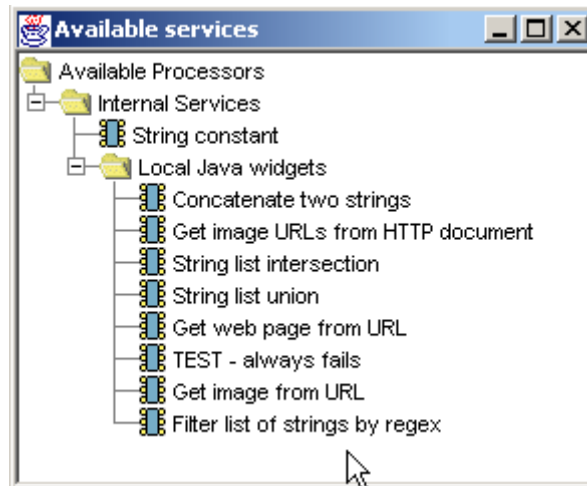 Available services
Available Processors
Internal Services
String constant
Local Java widgets
Concatenate two strings
Get image URLs from HTTP document
String list intersection
String list union
Get web page from URL
TEST - always fails
Get image from URL
Filter list of strings by regex